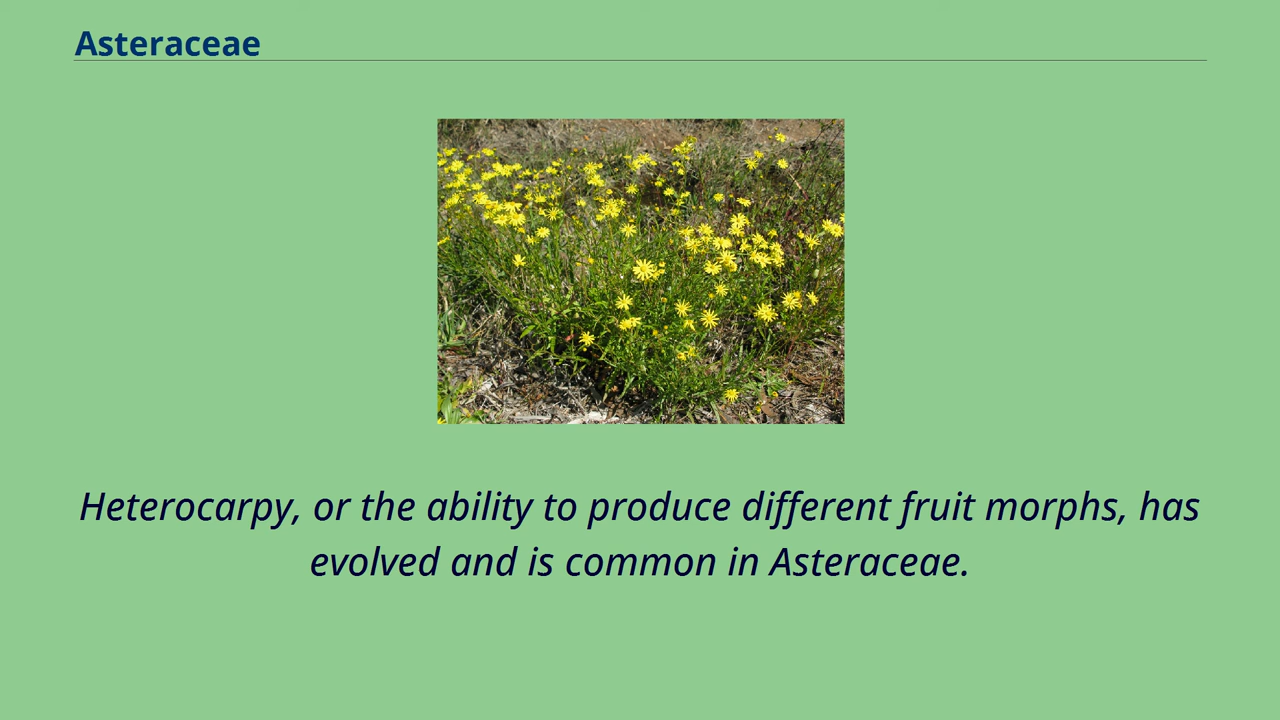 Asteraceae
Heterocarpy, or the ability to produce different fruit morphs, has
evolved and is common in Asteraceae.